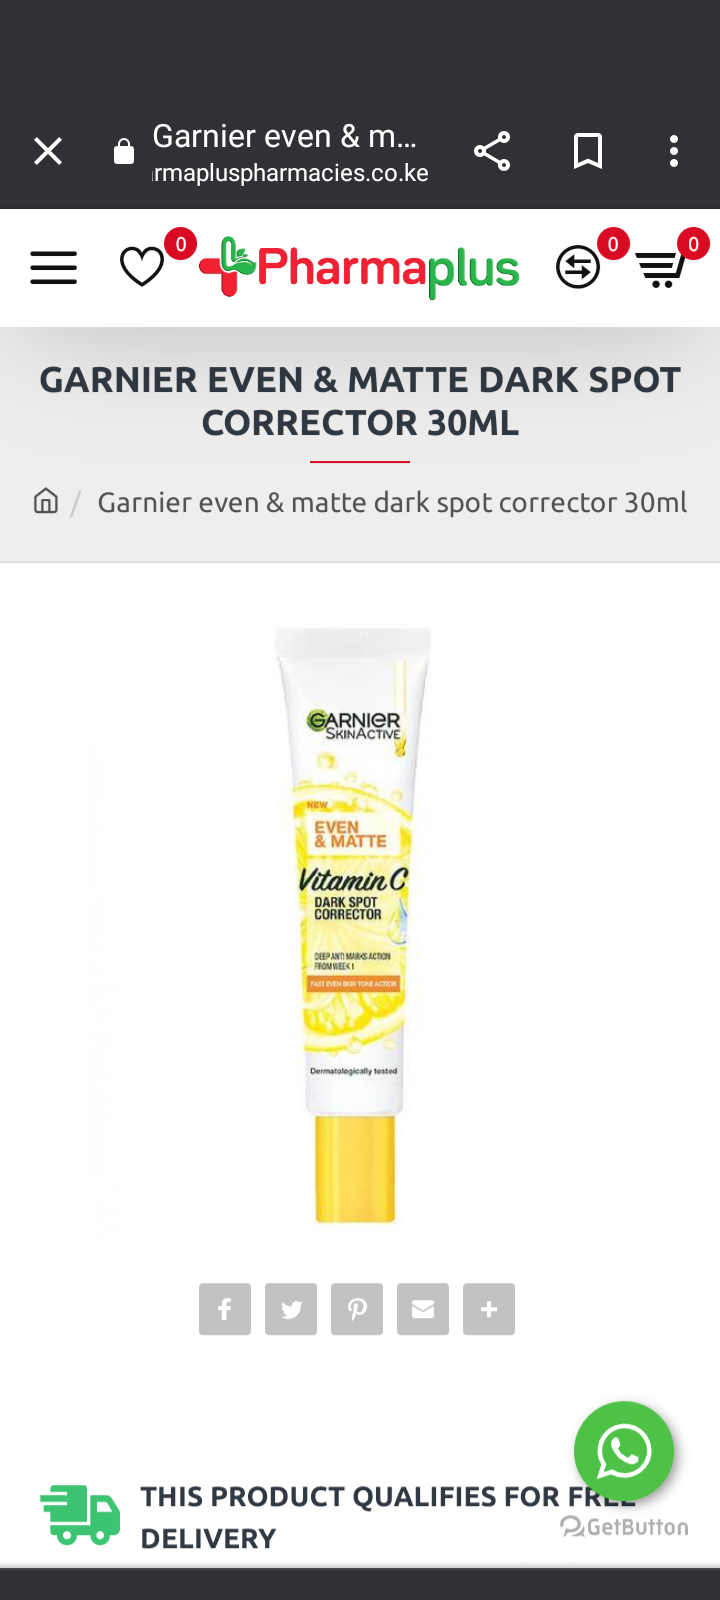 Garnier even & m...
rmapluspharmacies.co.ke
0
Pharmaplus
0
0
GARNIER EVEN & MATTE DARK SPOT
CORRECTOR 30ML
/ Garnier even & matte dark spot corrector 30ml
GARNIER
SKINACTIVE
NEW
EVEN
& MATTE
Vitamin C
DARK SPOT
CORRECTOR
DEEP ANTI MARKS ACTION
FROM WEEK 1
FAST EVEN SKIN TONE ACTION
Dermatologically tested
THIS PRODUCT QUALIFIES FOR FREE
DELIVERY
GetButton